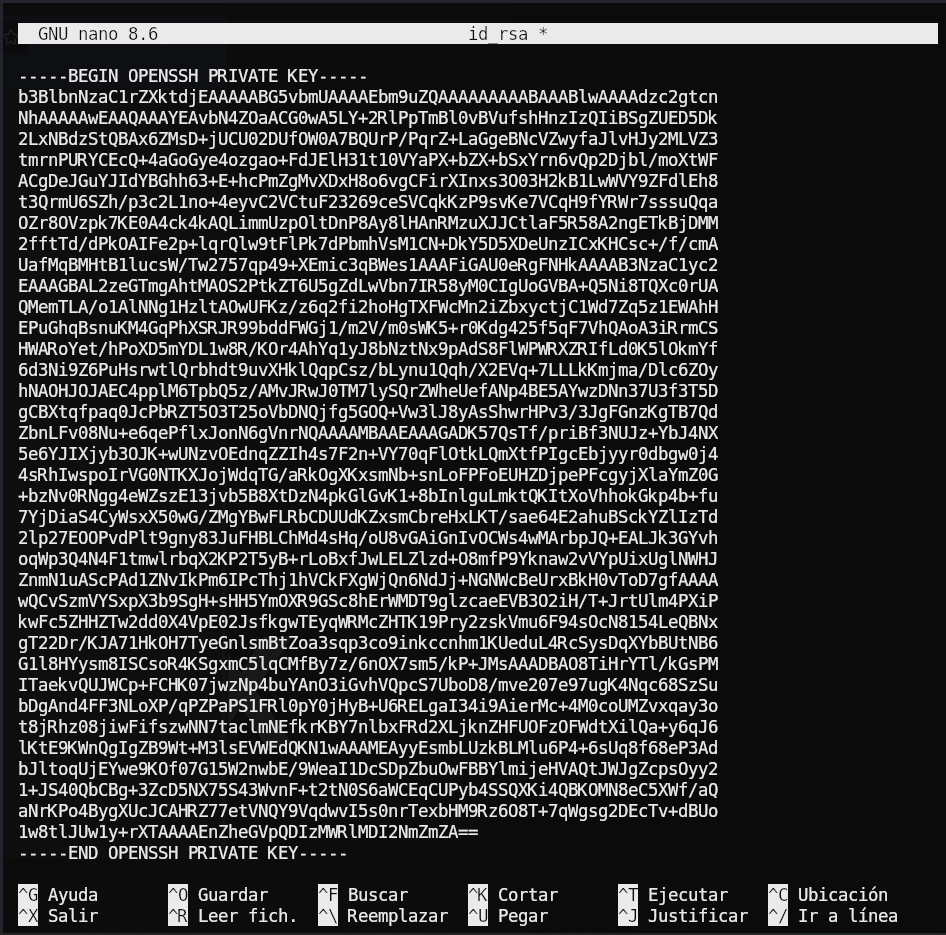 GNU nano 8.6 id_rsa *
-----BEGIN OPENSSH PRIVATE KEY-----
b3BlbnNzaC1rZXktdjEAAAAABG5vbmUAAAAEbm9uZQAAAAAAAAABAAABlwAAAAdzc2gtcn
NhAAAAAwEAAQAAAYEAvbN4ZOaACG0wA5LY+2RlPpTmBl0vBVufshHnzIzQIiBSgZUED5Dk
2LxNBdzStQBAx6ZMsD+jUCU02DUfOW0A7BQUrP/PqrZ+LaGgeBNcVZwyfaJlvHJy2MLVZ3
tmrnPURYCEcQ+4aGoGye4ozgao+FdJElH31t10VYaPX+bZX+bSxYrn6vQp2Djbl/moXtWF
ACgDeJGuYJIdYBGhh63+E+hcPmZgMvXDxH8o6vgCFirXInxs3O03H2kB1LwWVY9ZFdlEh8
t3QrmU6SZh/p3c2L1no+4eyvC2VCtuF23269ceSVCqkKzP9svKe7VCqH9fYRWr7sssuQqa
OZr8OVzpk7KE0A4ck4kAQLimmUzpOltDnP8Ay8lHAnRMzuXJJCtlaF5R58A2ngETkBjDMM
2fftTd/dPkOAIFe2p+lqrQlw9tFlPk7dPbmhVsM1CN+DkY5D5XDeUnzICxKHCsc+/f/cmA
UafMqBMHtB1lucsW/Tw2757qp49+XEmic3qBWes1AAAFiGAU0eRgFNHkAAAAB3NzaC1yc2
EAAAGBAL2zeGTmgAhtMAOS2PtkZT6U5gZdLwVbn7IR58yM0CIgUoGVBA+Q5Ni8TQXc0rUA
QMemTLA/o1AlNNg1HzltAOwUFKz/z6q2fi2hoHgTXFWcMn2iZbxyctjC1Wd7Zq5z1EWAhH
EPuGhqBsnuKM4GqPhXSRJR99bddFWGj1/m2V/m0sWK5+r0Kdg425f5qF7VhQAoA3iRrmCS
HWARoYet/hPoXD5mYDL1w8R/KOr4AhYq1yJ8bNztNx9pAdS8FlWPWRXZRIfLd0K5lOkmYf
6d3Ni9Z6PuHsrwtlQrbhdt9uvXHklQqpCsz/bLynu1Qqh/X2EVq+7LLLkKmjma/Dlc6ZOy
hNAOHJOJAEC4pplM6TpbQ5z/AMvJRwJ0TM7lySQrZWheUefANp4BE5AYwzDNn37U3f3T5D
gCBXtqfpaq0JcPbRZT5O3T25oVbDNQjfg5GOQ+Vw3lJ8yAsShwrHPv3/3JgFGnzKgTB7Qd
ZbnLFv08Nu+e6qePflxJonN6gVnrNQAAAAMBAAEAAAGADK57QsTf/priBf3NUJz+YbJ4NX
5e6YJIXjyb3OJK+wUNzvOEdnqZZIh4s7F2n+VY70qFlOtkLQmXtfPIgcEbjyyr0dbgw0j4
4sRhIwspoIrVG0NTKXJojWdqTG/aRkOgXKxsmNb+snLoFPFoEUHZDjpePFcgyjXlaYmZ0G
+bzNv0RNgg4eWZszE13jvb5B8XtDzN4pkGlGvK1+8bInlguLmktQKItXoVhhokGkp4b+fu
7YjDiaS4CyWsxX50wG/ZMgYBwFLRbCDUUdKZxsmCbreHxLKT/sae64E2ahuBSckYZlIzTd
2lp27EOOPvdPlt9gny83JuFHBLChMd4sHq/oU8vGAiGnIvOCWs4wMArbpJQ+EALJk3GYvh
oqWp3Q4N4F1tmwlrbqX2KP2T5yB+rLoBxfJwLELZlzd+O8mfP9Yknaw2vVYpUixUglNWHJ
ZnmN1uAScPAd1ZNvIkPm6IPcThj1hVCkFXgWjQn6NdJj+NGNWcBeUrxBkH0vToD7gfAAAA
wQCvSzmVYSxpX3b9SgH+sHH5YmOXR9GSc8hErWMDT9glzcaeEVB3O2iH/T+JrtUlm4PXiP
kwFc5ZHHZTw2dd0X4VpE02JsfkgwTEyqWRMcZHTK19Pry2zskVmu6F94sOcN8154LeQBNx
gT22Dr/KJA71HkOH7TyeGnlsmBtZoa3sqp3co9inkccnhm1KUeduL4RcSysDqXYbBUtNB6
G1l8HYysm8ISCsoR4KSgxmC5lqCMfBy7z/6nOX7sm5/kP+JMsAAADBAO8TiHrYTl/kGsPM
ITaekvQUJWCp+FCHK07jwzNp4buYAnO3iGvhVQpcS7UboD8/mve207e97ugK4Nqc68SzSu
bDgAnd4FF3NLoXP/qPZPaPS1FRl0pY0jHyB+U6RELgaI34i9AierMc+4M0coUMZvxqay3o
t8jRhz08jiwFifszwNN7taclmNEfkrKBY7nlbxFRd2XLjknZHFUOFzOFWdtXilQa+y6qJ6
lKtE9KWnQgIgZB9Wt+M3lsEVWEdQKN1wAAAMEAyyEsmbLUzkBLMlu6P4+6sUq8f68eP3Ad
bJltoqUjEYwe9KOf07G15W2nwbE/9WeaI1DcSDpZbuOwFBBYlmijeHVAQtJWJgZcpsOyy2
1+JS40QbCBg+3ZcD5NX75S43WvnF+t2tN0S6aWCEqCUPyb4SSQXKi4QBKOMN8eC5XWf/aQ
aNrKPo4BygXUcJCAHRZ77etVNQY9VqdwvI5s0nrTexbHM9Rz6O8T+7qWgsg2DEcTv+dBUo
1w8tlJUw1y+rXTAAAAEnZheGVpQDIzMWRlMDI2NmZmZA==
-----END OPENSSH PRIVATE KEY-----
^G Ayuda ^O Guardar ^F Buscar ^K Cortar ^T Ejecutar ^C Ubicación
^X Salir ^R Leer fich. ^\ Reemplazar ^U Pegar ^J Justificar ^/ Ir a línea